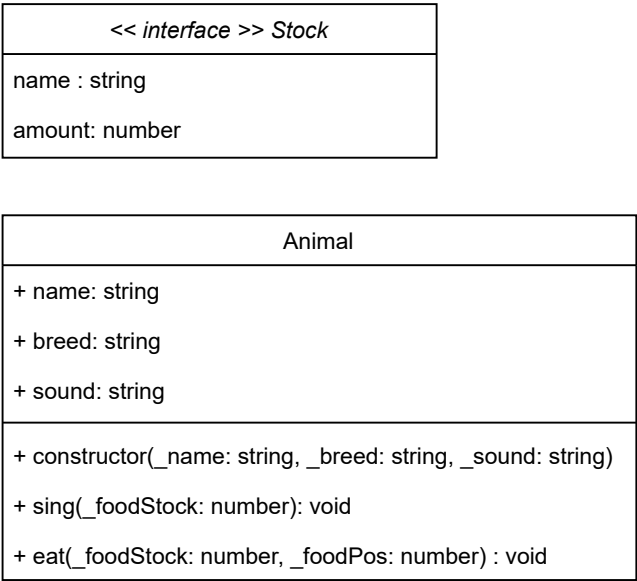 << interface >> Stock
name : string
amount: number
Animal
+ name: string
+ breed: string
+ sound: string
+ constructor(_name: string, _breed: string, _sound: string)
+ sing(_foodStock: number): void
+ eat(_foodStock: number, _foodPos: number) : void